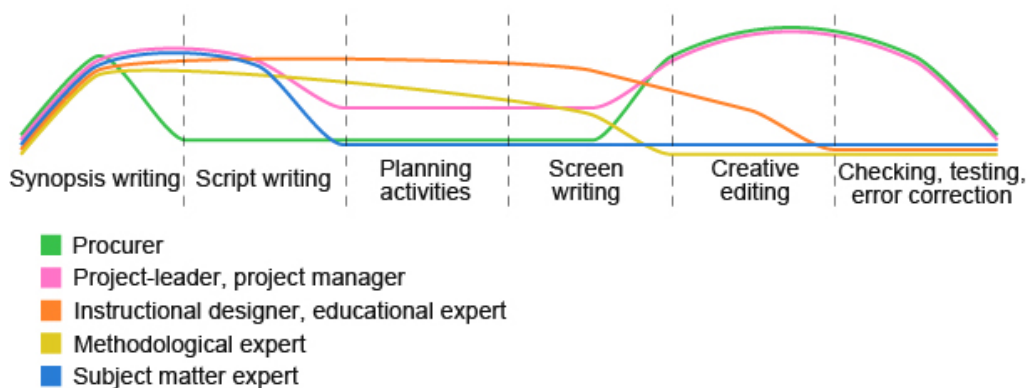 Synopsis writing
Script writing
Planning
activities
Screen
writing
Creative
editing
Checking, testing,
error correction
Procurer
Project-leader, project manager
Instructional designer, educational expert
Methodological expert
Subject matter expert